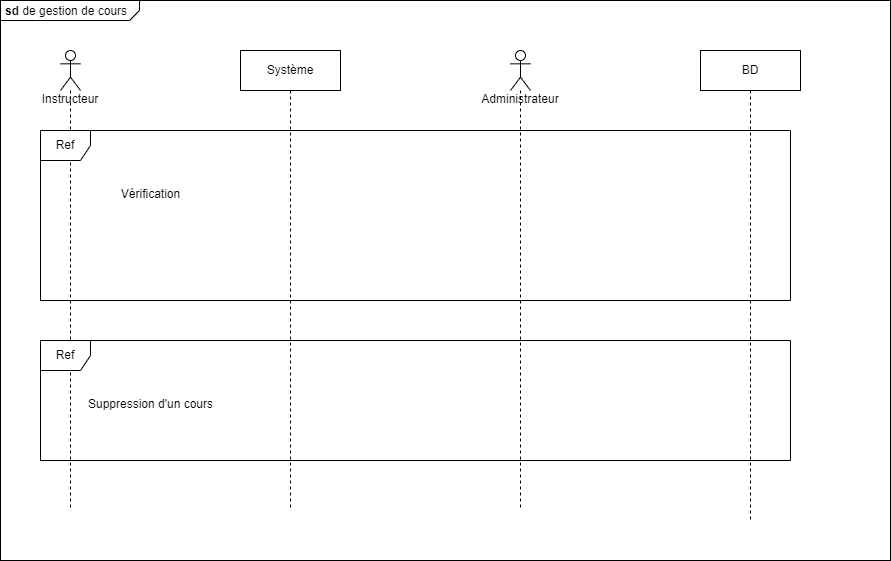 sd de gestion de cours
Instructeur
Système
Administrateur
BD
Ref
Vérification
Ref
Suppression d'un cours